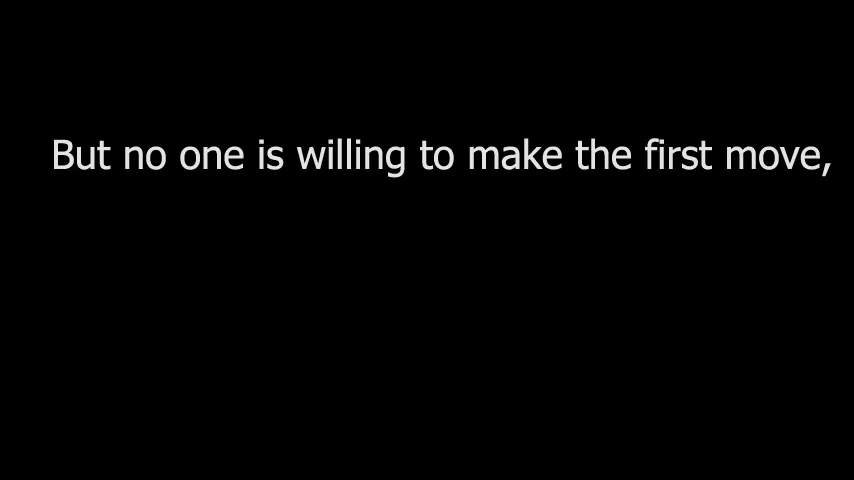 But no one is willing to make the first move,